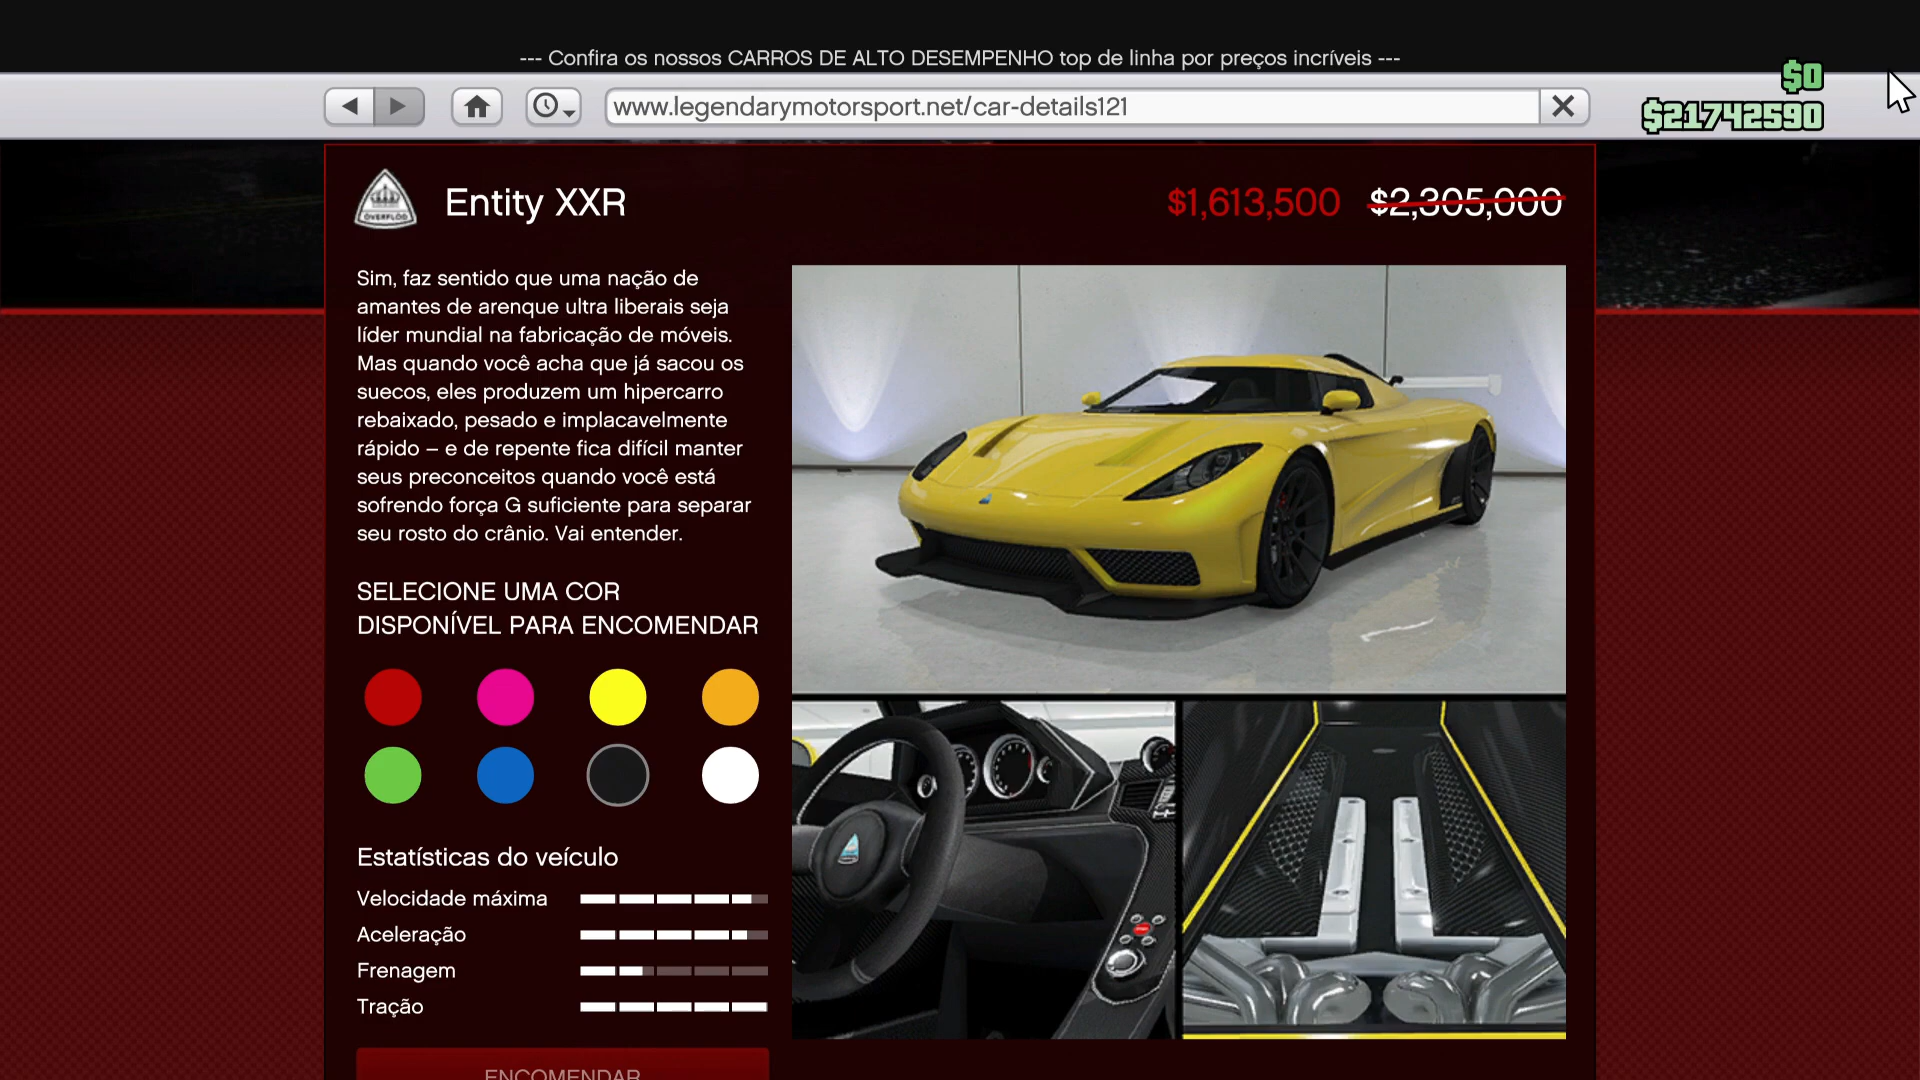 --- Confira os nossos CARROS DE ALTO DESEMPENHO top de linha por preços incríveis ---
$0
www.legendarymotorsport.net/car-details121
$21742590
ÖVERFLÖD
Entity XXR
$1,613,500 $2,305,000
Sim, faz sentido que uma nação de
amantes de arenque ultra liberais seja
líder mundial na fabricação de móveis.
Mas quando você acha que já sacou os
suecos, eles produzem um hipercarro
rebaixado, pesado e implacavelmente
rápido – e de repente fica difícil manter
seus preconceitos quando você está
sofrendo força G suficiente para separar
seu rosto do crânio. Vai entender.
SELECIONE UMA COR
DISPONÍVEL PARA ENCOMENDAR
Estatísticas do veículo
Velocidade máxima
Aceleração
Frenagem
Tração
ENCOMENDAR